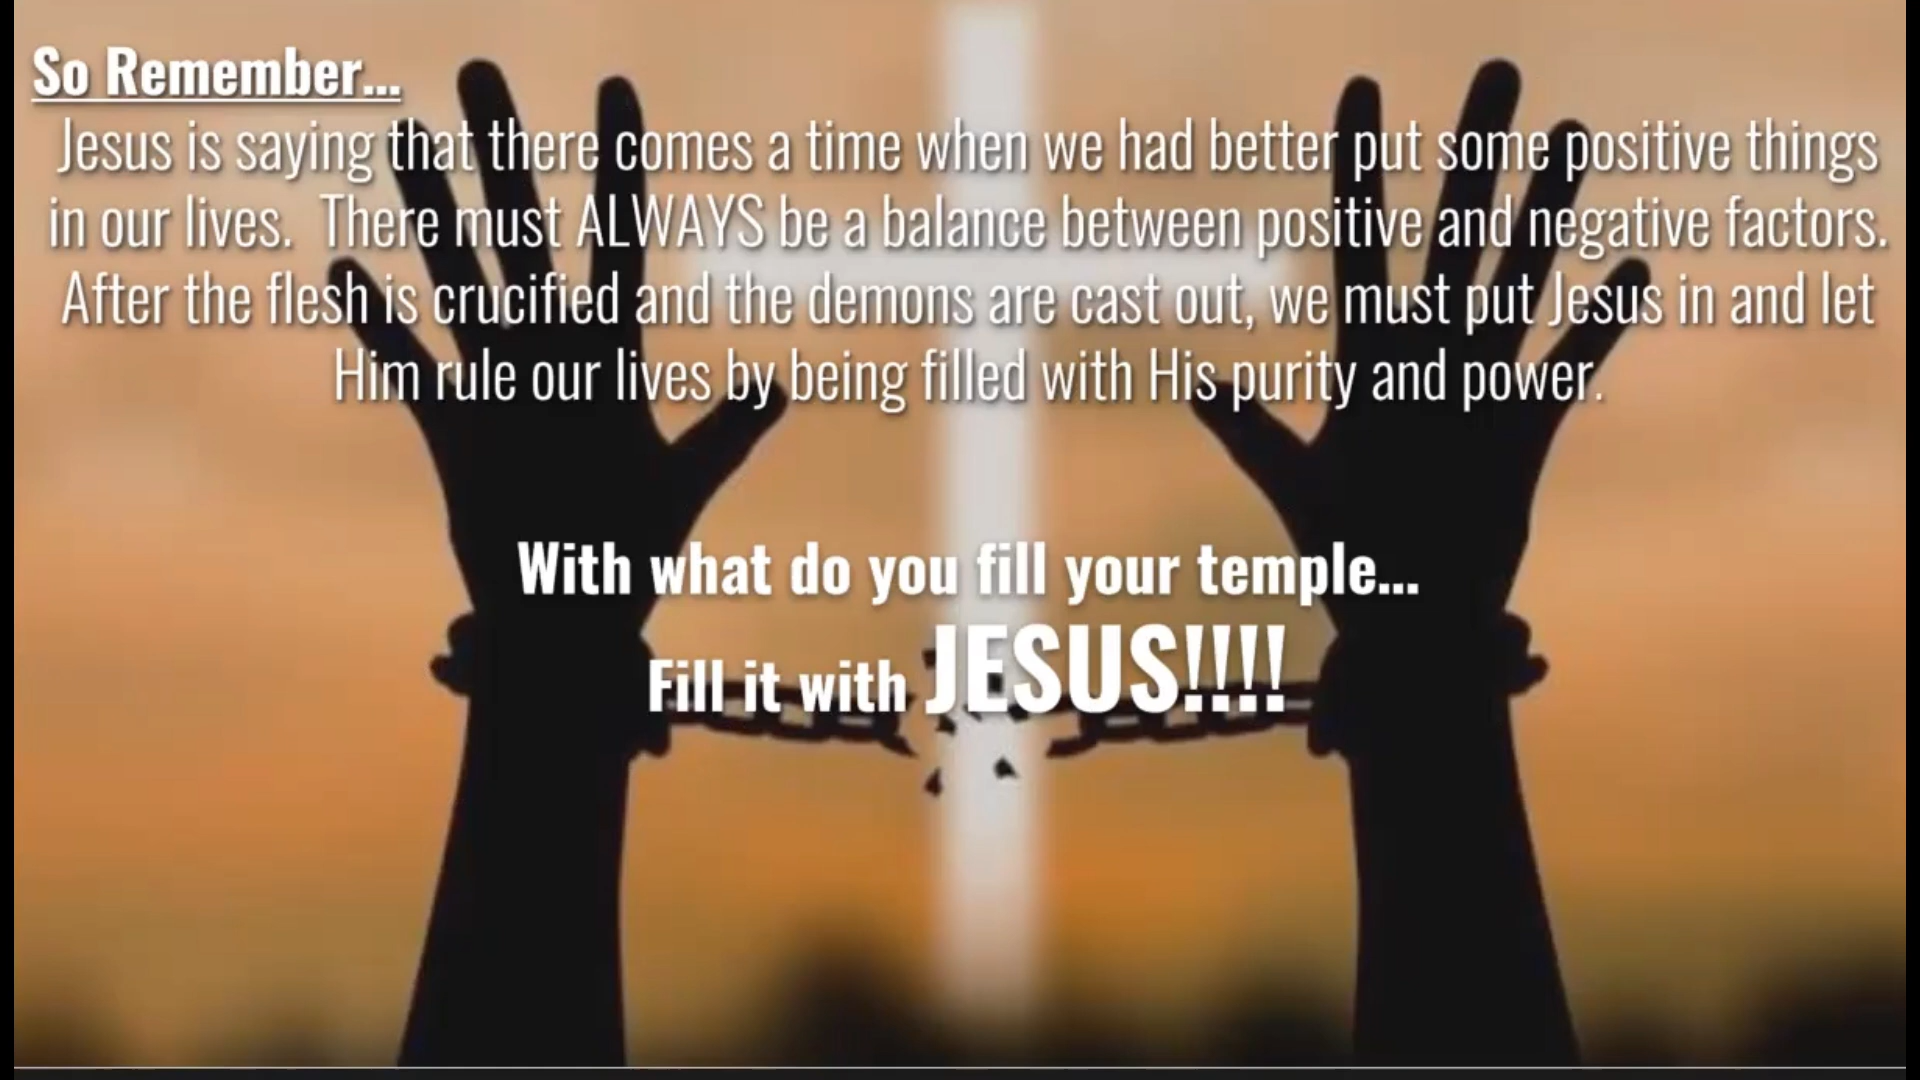 So Remember...
Jesus is saying that there comes a time when we had better put some positive things
in our lives. There must ALWAYS be a balance between positive and negative factors.
After the flesh is crucified and the demons are cast out, we must put Jesus in and let
Him rule our lives by being filled with His purity and power.
With what do you fill your temple...
Fill it with JESUS!!!!